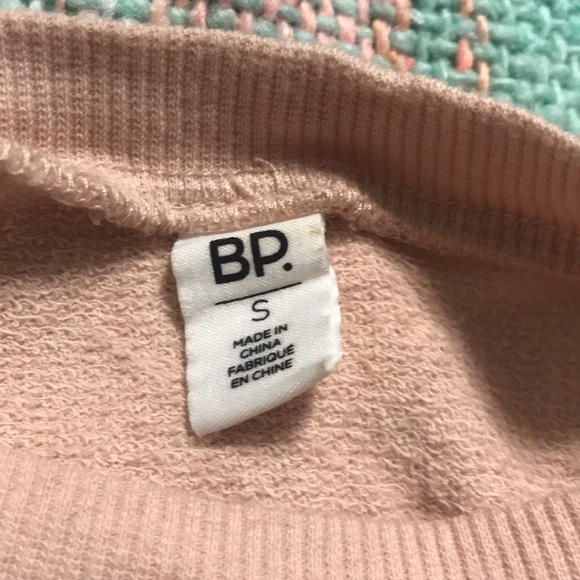 BP.
S
MADE IN
CHINA
FABRIQUÉ
EN CHINE